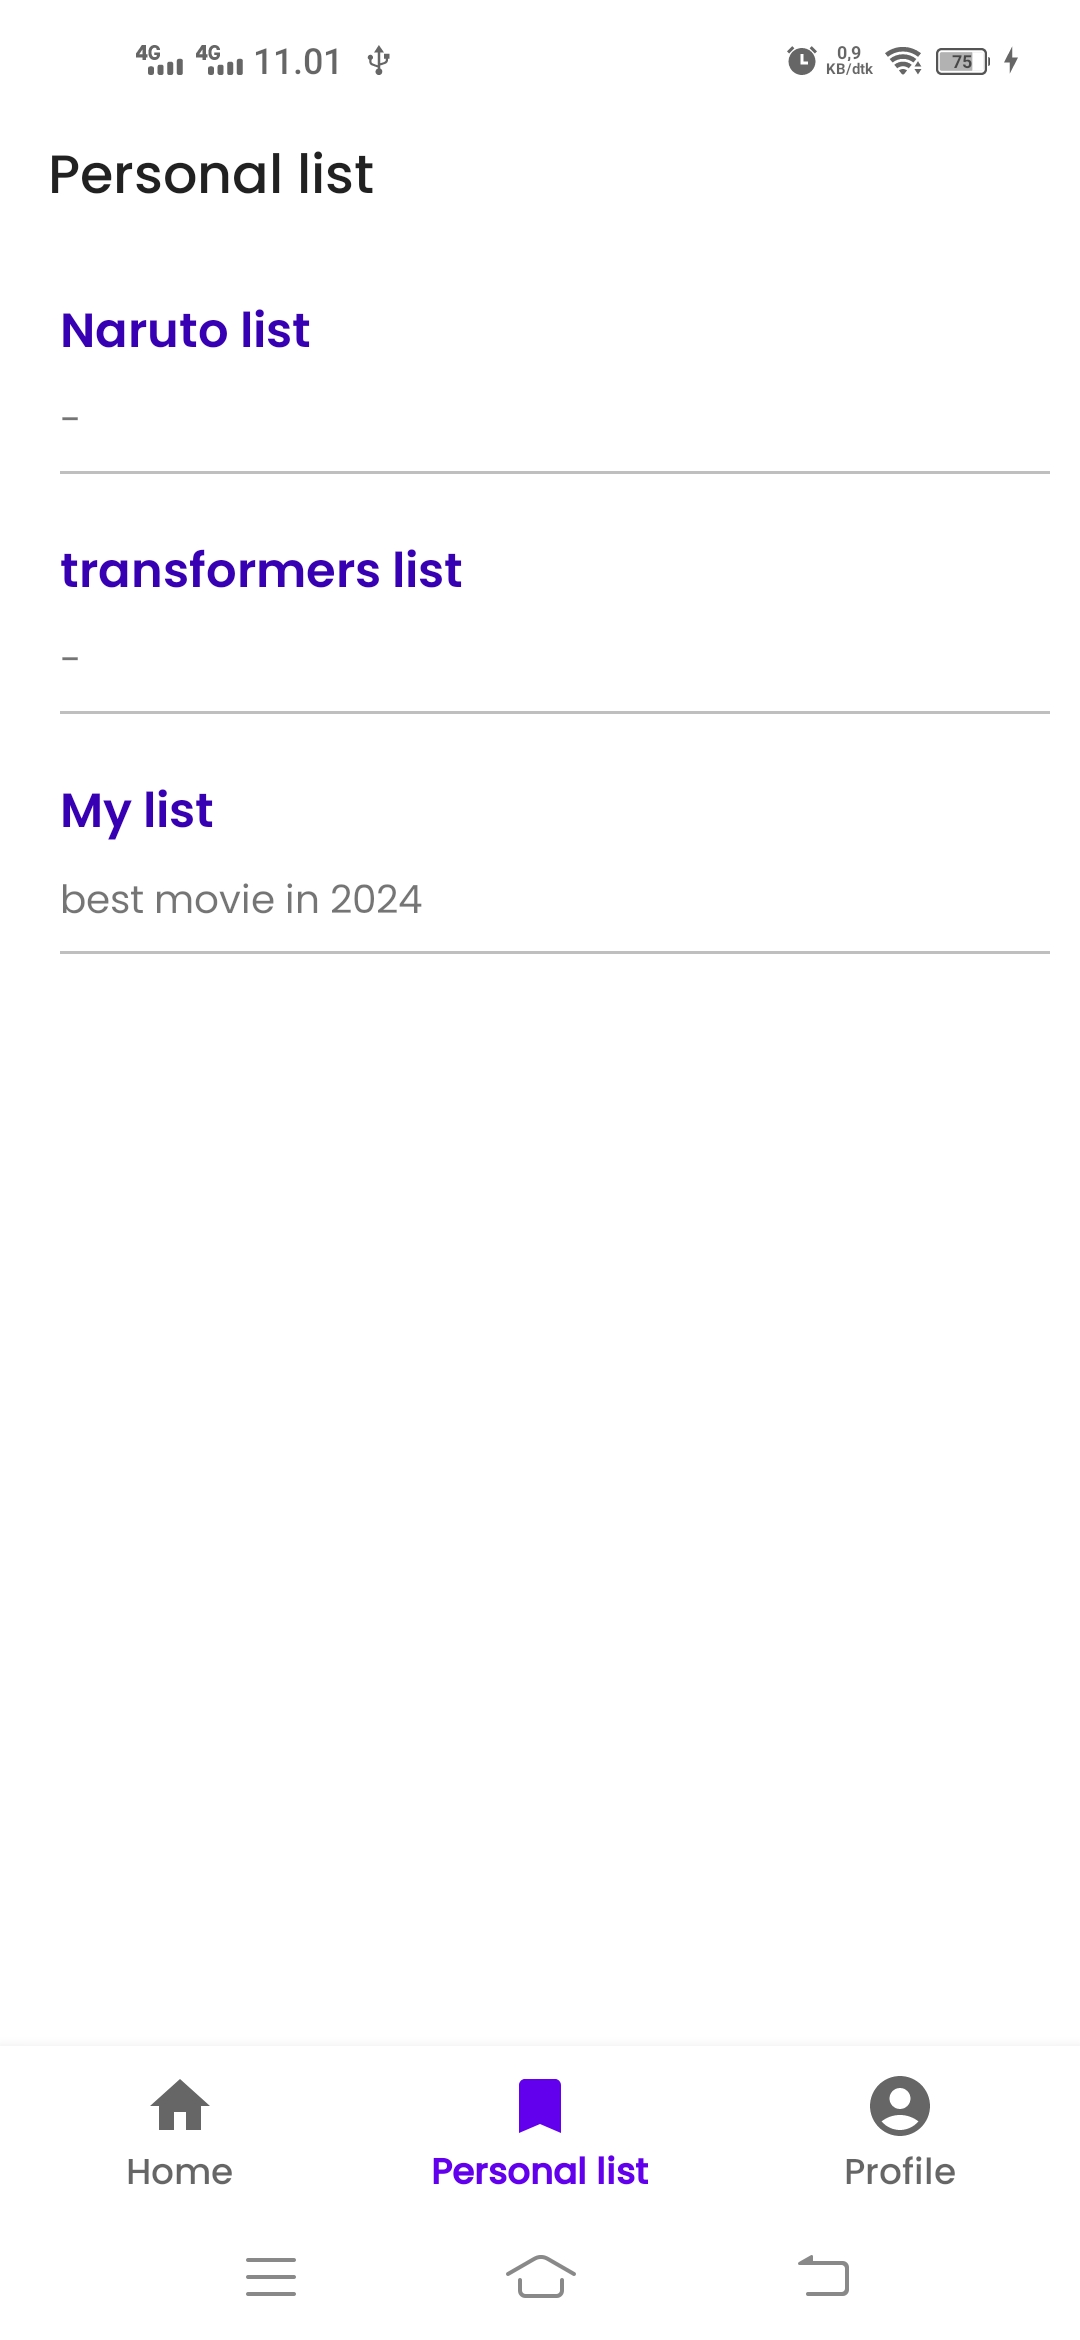 4G 4G 11.01 0,9 KB/dtk 75
Personal list
Naruto list
-
transformers list
-
My list
best movie in 2024
Home Personal list Profile